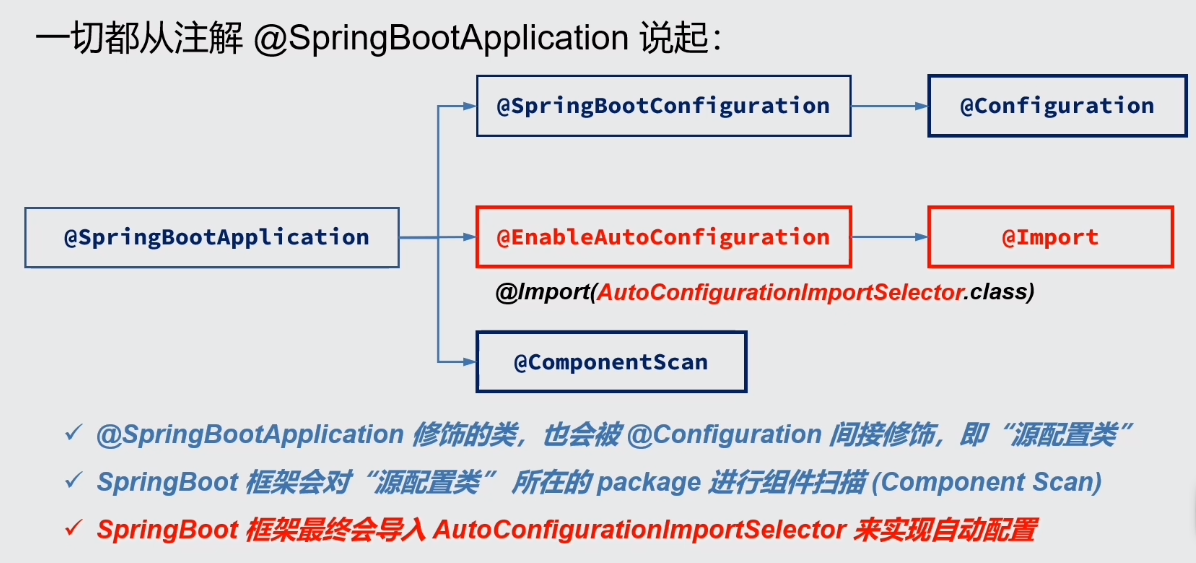 一切都从注解 @SpringBootApplication 说起：
@SpringBootConfiguration
@Configuration
@SpringBootApplication
@EnableAutoConfiguration
@Import
@Import(AutoConfigurationImportSelector.class)
@ComponentScan
✓ @SpringBootApplication 修饰的类，也会被 @Configuration 间接修饰，即“源配置类”
✓ SpringBoot 框架会对“源配置类” 所在的 package 进行组件扫描 (Component Scan)
✓ SpringBoot 框架最终会导入 AutoConfigurationImportSelector 来实现自动配置